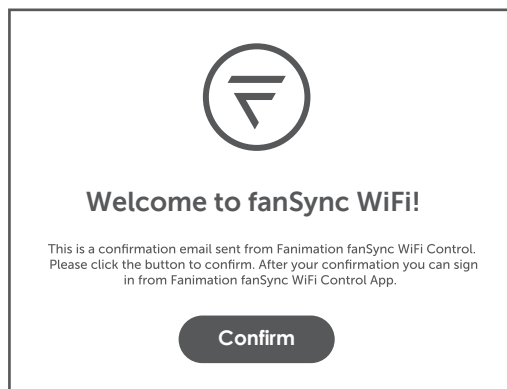 Welcome to fanSync WiFi!
This is a confirmation email sent from Fanimation fanSync WiFi Control.
Please click the button to confirm. After your confirmation you can sign
in from Fanimation fanSync WiFi Control App.
Confirm